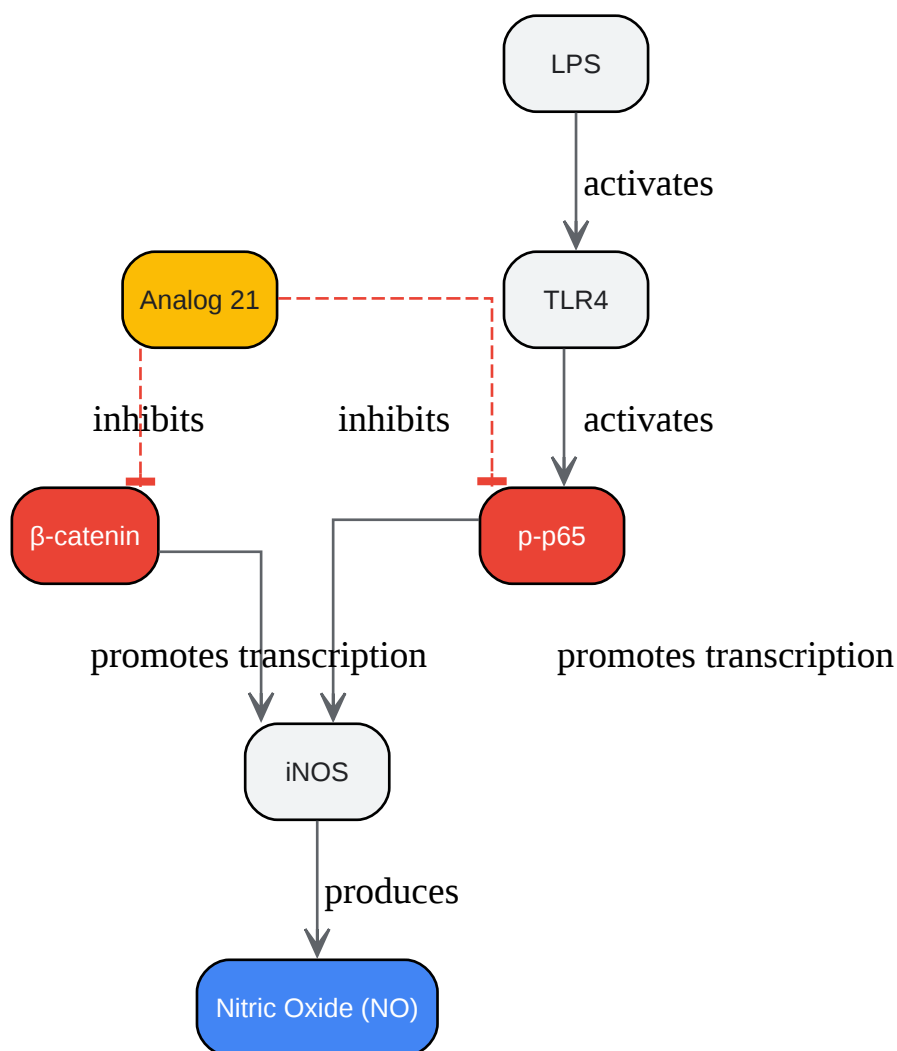 LPS
activates
Analog 21
TLR4
inhibits
inhibits
activates
β-catenin
p-p65
promotes transcription
promotes transcription
iNOS
produces
Nitric Oxide (NO)